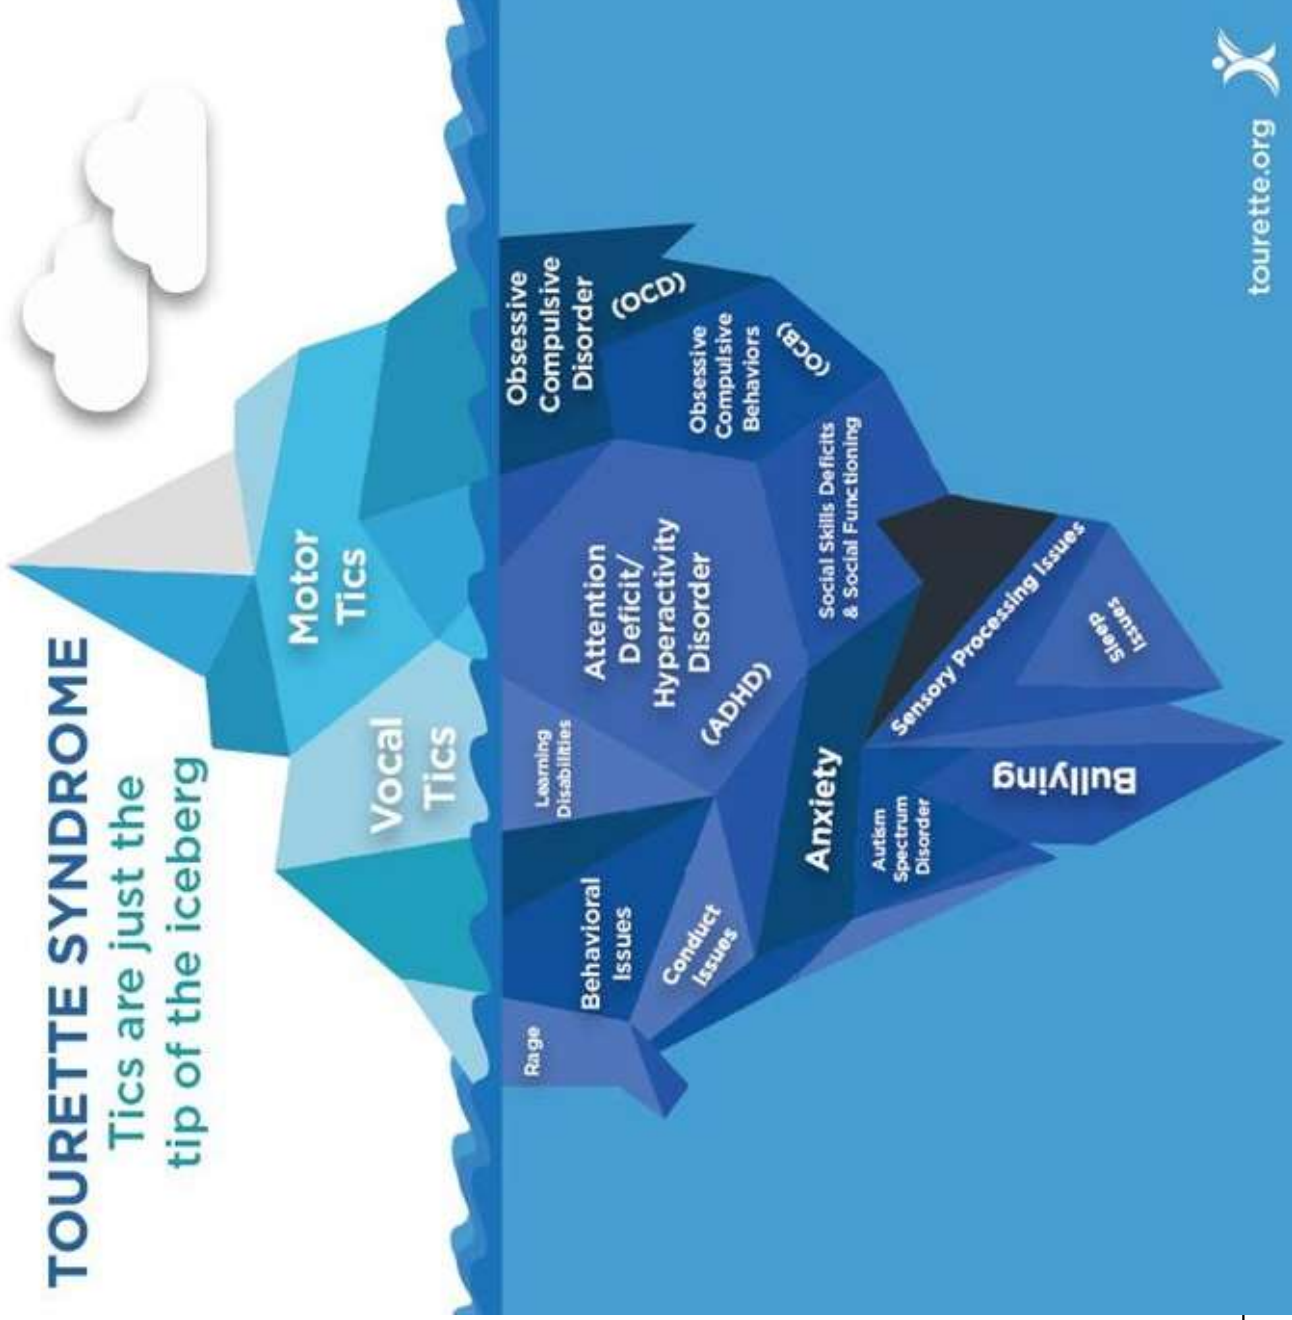 TOURETTE SYNDROME
Tics are just the
tip of the iceberg
Motor
Tics
Vocal
Tics
Rage
Behavioral
Issues
Conduct
Issues
Learning
Disabilities
Attention
Deficit/
Hyperactivity
Disorder
(ADHD)
Obsessive
Compulsive
Disorder
(OCD)
Obsessive
Compulsive
Behaviors
(OCB)
Social Skills Deficits
& Social Functioning
Anxiety
Autism
Spectrum
Disorder
Sensory Processing Issues
Sleep
Issues
Bullying
tourette.org